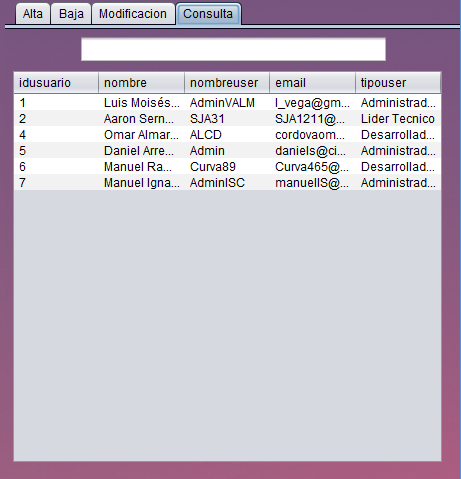 Alta Baja Modificacion Consulta
idusuario nombre nombreuser email tipouser
1 Luis Moisés... AdminVALM l_vega@gm... Administrad...
2 Aaron Sern... SJA31 SJA1211@... Lider Tecnico
4 Omar Almar... ALCD cordovaom... Desarrollad...
5 Daniel Arre... Admin daniels@ci... Administrad...
6 Manuel Ra... Curva89 Curva465@... Desarrollad...
7 Manuel Igna... AdminISC manuelIS@... Administrad...